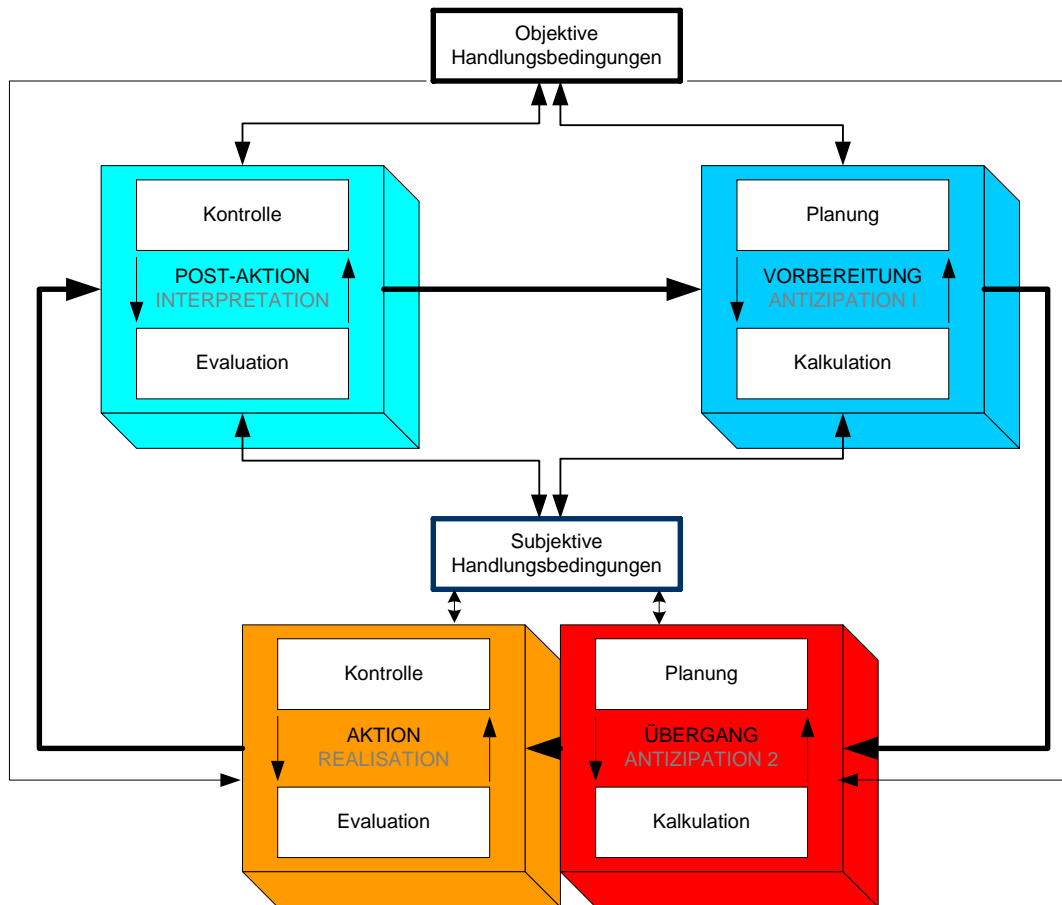 Objektive
Handlungsbedingungen
Kontrolle
POST-AKTION
INTERPRETATION
Evaluation
Planung
VORBEREITUNG
ANTIZIPATION I
Kalkulation
Subjektive
Handlungsbedingungen
Kontrolle
AKTION
REALISATION
Evaluation
Planung
ÜBERGANG
ANTIZIPATION 2
Kalkulation